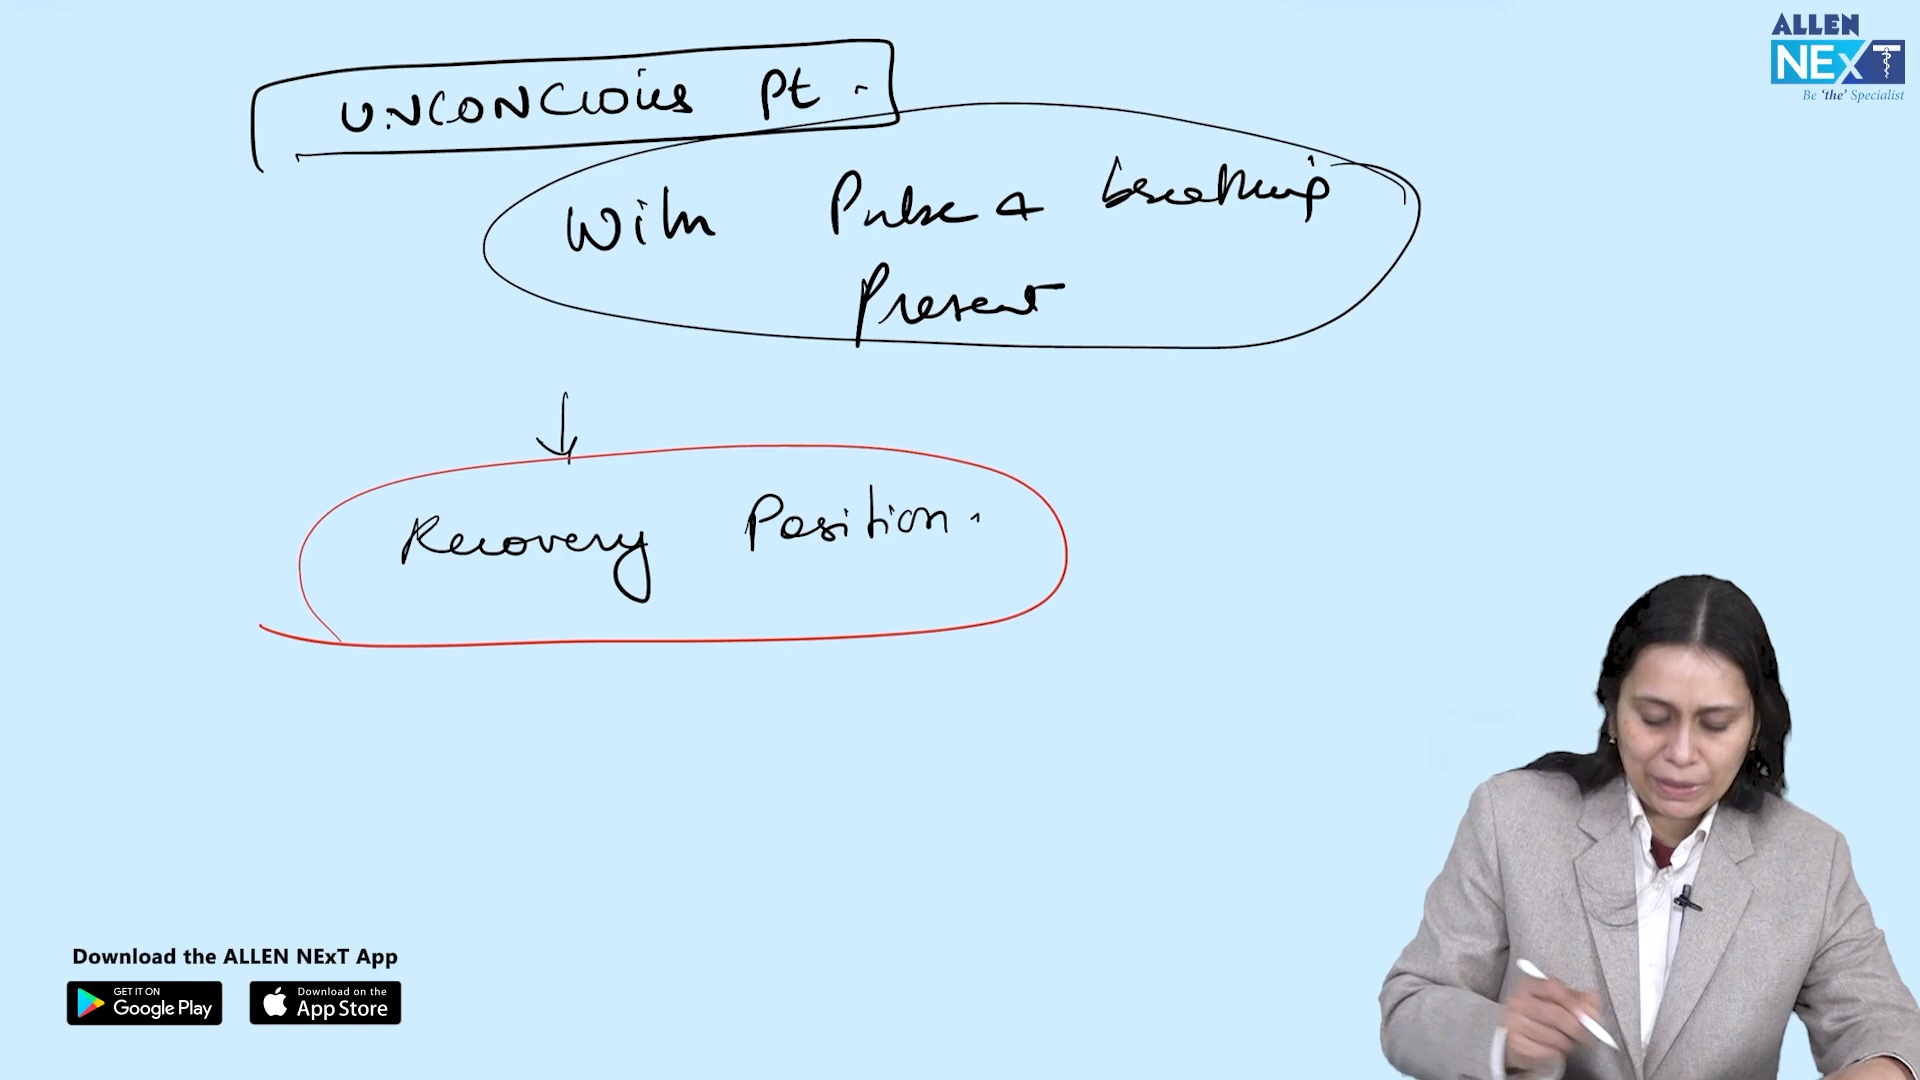 ALLEN
NExT
Be 'the' Specialist
UNCONCIOUS Pt.
With Pulse & breathing
Present
↓
Recovery Position.
Download the ALLEN NExT App
GET IT ON
Google Play
Download on the
App Store